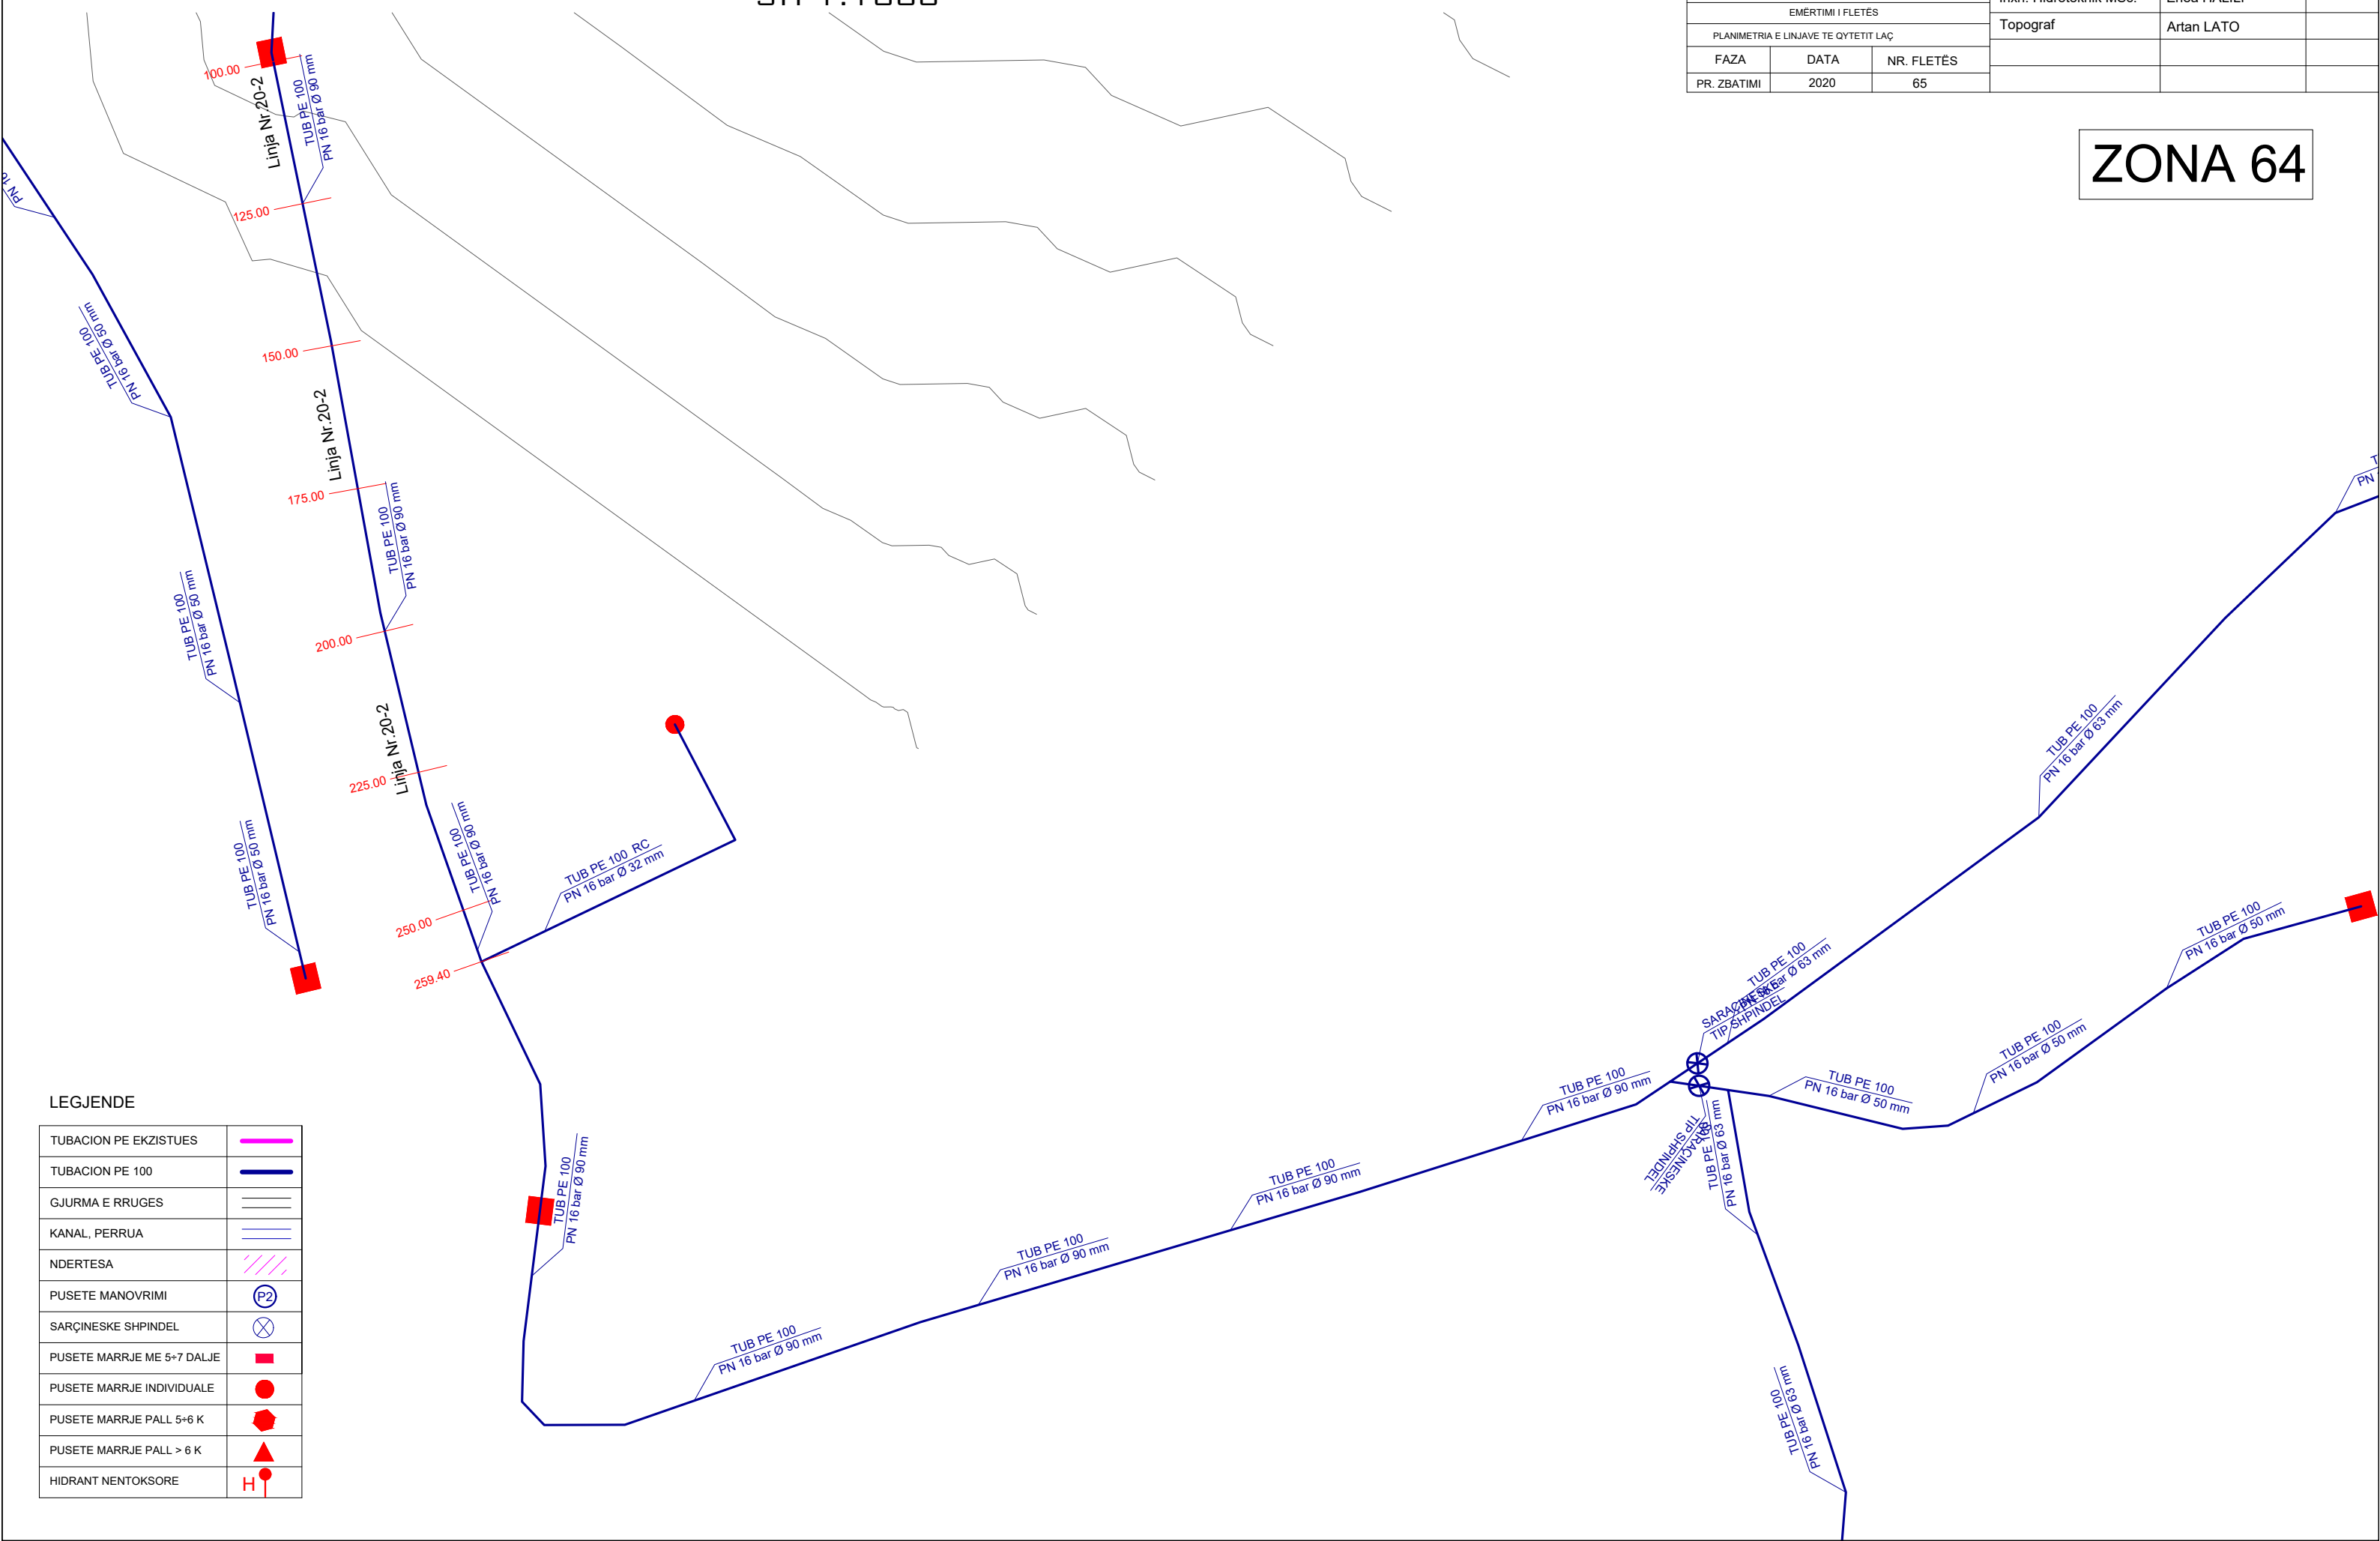 EMËRTIMI I FLETËS
PLANIMETRIA E LINJAVE TE QYTETIT LAÇ
FAZA
DATA
NR. FLETËS
PR. ZBATIMI
2020
65
Topograf
Artan LATO
ZONA 64
100.00
Linja Nr.20-2
TUB PE 100
PN 16 bar Ø 90 mm
125.00
150.00
Linja Nr.20-2
175.00
TUB PE 100
PN 16 bar Ø 90 mm
200.00
Linja Nr.20-2
225.00
TUB PE 100
PN 16 bar Ø 90 mm
250.00
259.40
TUB PE 100
PN 16 bar Ø 50 mm
TUB PE 100
PN 16 bar Ø 50 mm
TUB PE 100
PN 16 bar Ø 50 mm
TUB PE 100 RC
PN 16 bar Ø 32 mm
TUB PE 100
PN 16 bar Ø 90 mm
TUB PE 100
PN 16 bar Ø 90 mm
TUB PE 100
PN 16 bar Ø 90 mm
TUB PE 100
PN 16 bar Ø 90 mm
TUB PE 100
PN 16 bar Ø 90 mm
TUB PE 100
PN 16 bar Ø 63 mm
TUB PE 100
PN 16 bar Ø 63 mm
SARAÇINESKE
TIP SHPINDEL
SARAÇINESKE
TIP SHPINDEL
TUB PE 100
PN 16 bar Ø 63 mm
TUB PE 100
PN 16 bar Ø 50 mm
TUB PE 100
PN 16 bar Ø 50 mm
TUB PE 100
PN 16 bar Ø 50 mm
TUB PE 100
PN 16 bar Ø 63 mm
LEGJENDE
TUBACION PE EKZISTUES
TUBACION PE 100
GJURMA E RRUGES
KANAL, PERRUA
NDERTESA
PUSETE MANOVRIMI
P2
SARÇINESKE SHPINDEL
PUSETE MARRJE ME 5÷7 DALJE
PUSETE MARRJE INDIVIDUALE
PUSETE MARRJE PALL 5÷6 K
PUSETE MARRJE PALL > 6 K
HIDRANT NENTOKSORE
H